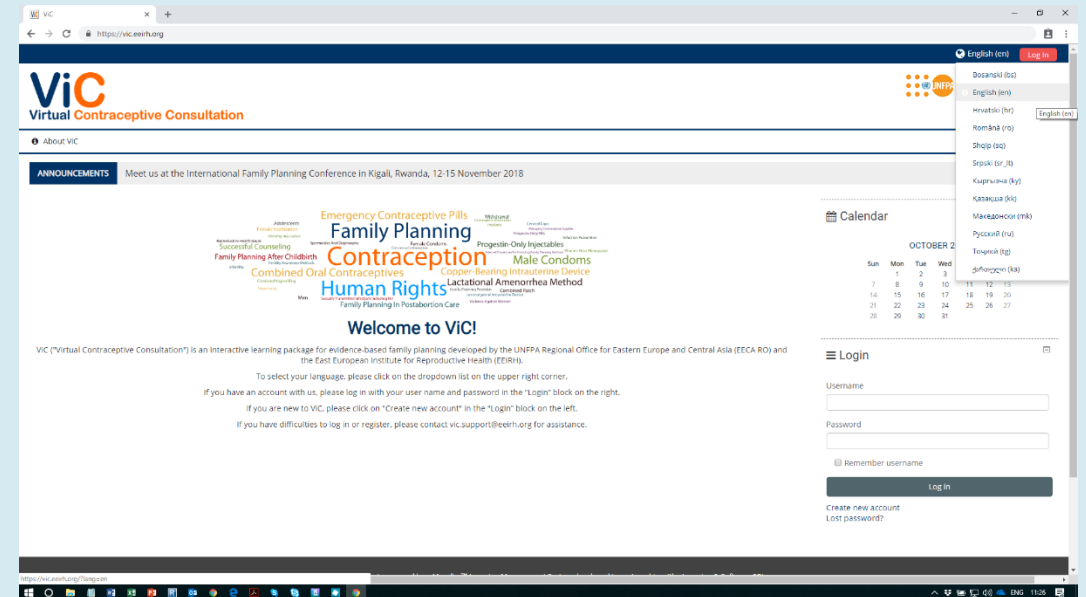 ViC
https://vic.eeirh.org
English (en)
Log In
ViC
Virtual Contraceptive Consultation
UNFPA
Bosanski (bs)
English (en)
Hrvatski (hr)
English (en)
Română (ro)
Shqip (sq)
Srpski (sr_lt)
Кыргызча (ky)
Қазақша (kk)
Македонски (mk)
Русский (ru)
Тоҷикӣ (tg)
ქართული (ka)
About ViC
ANNOUNCEMENTS
Meet us at the International Family Planning Conference in Kigali, Rwanda, 12-15 November 2018
Emergency Contraceptive Pills
Withdrawal
Family Planning
Successful Counseling
Female Condoms
Progestin-Only Injectables
Family Planning After Childbirth
Contraception
Male Condoms
Combined Oral Contraceptives
Copper-Bearing Intrauterine Device
Human Rights
Lactational Amenorrhea Method
Men
Family Planning In Postabortion Care
Welcome to ViC!
ViC ("Virtual Contraceptive Consultation") is an interactive learning package for evidence-based family planning developed by the UNFPA Regional Office for Eastern Europe and Central Asia (EECA RO) and
the East European Institute for Reproductive Health (EEIRH).
To select your language, please click on the dropdown list on the upper right corner.
If you have an account with us, please log in with your user name and password in the "Login" block on the right.
If you are new to ViC, please click on "Create new account" in the "Login" block on the left.
If you have difficulties to log in or register, please contact vic.support@eeirh.org for assistance.
Calendar
OCTOBER 2
Sun Mon Tue Wed
1 2 3
7 8 9 10 11 12 13
14 15 16 17 18 19 20
21 22 23 24 25 26 27
28 29 30 31
Login
Username
Password
Remember username
Log in
Create new account
Lost password?
https://vic.eeirh.org/?lang=en
ENG 11:26